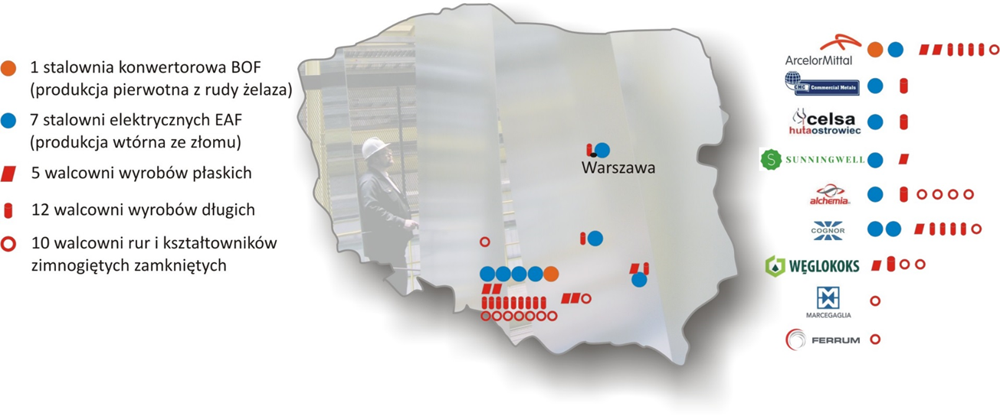 1 stalownia konwertorowa BOF
(produkcja pierwotna z rudy żelaza)
7 stalowni elektrycznych EAF
(produkcja wtórna ze złomu)
5 walcowni wyrobów płaskich
12 walcowni wyrobów długich
10 walcowni rur i kształtowników
zimnogiętych zamkniętych
Warszawa
ArcelorMittal
CMC Commercial Metals
celsa
hutaostrowiec
S SUNNINGWELL
alchemia
COGNOR
WĘGLOKOKS
MARCEGAGLIA
FERRUM